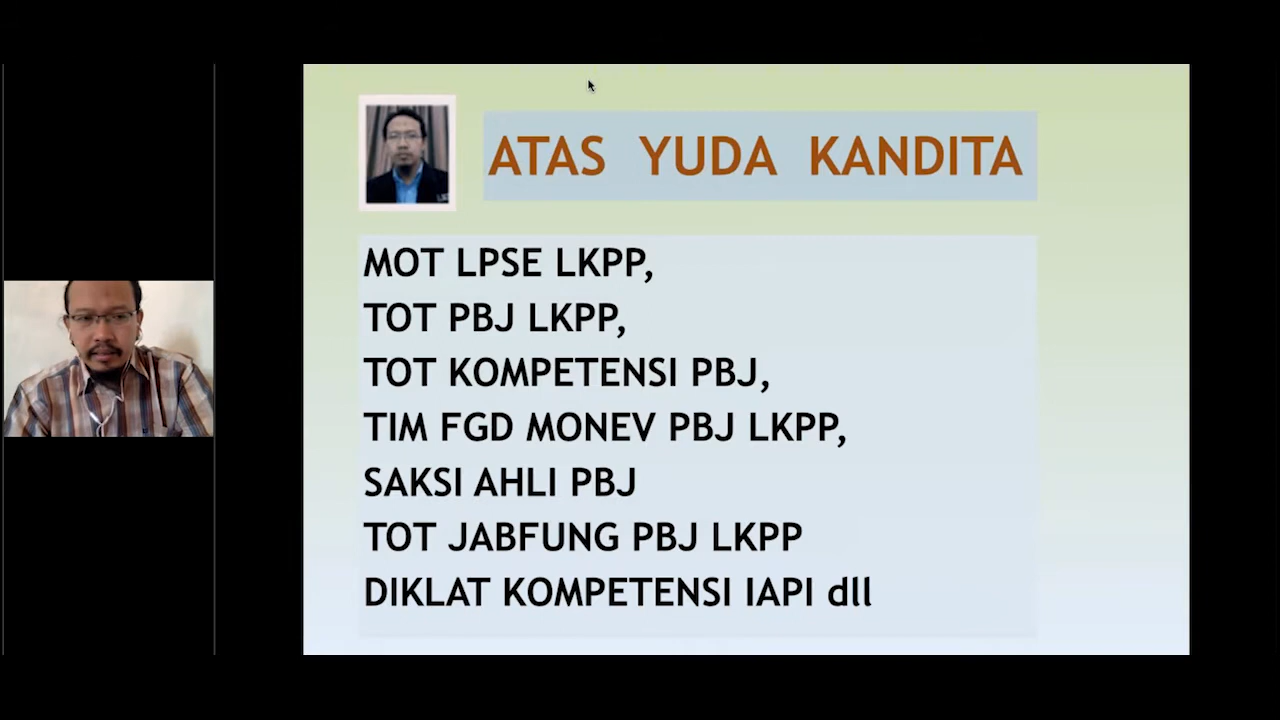 ATAS YUDA KANDITA
MOT LPSE LKPP,
TOT PBJ LKPP,
TOT KOMPETENSI PBJ,
TIM FGD MONEV PBJ LKPP,
SAKSI AHLI PBJ
TOT JABFUNG PBJ LKPP
DIKLAT KOMPETENSI IAPI dll